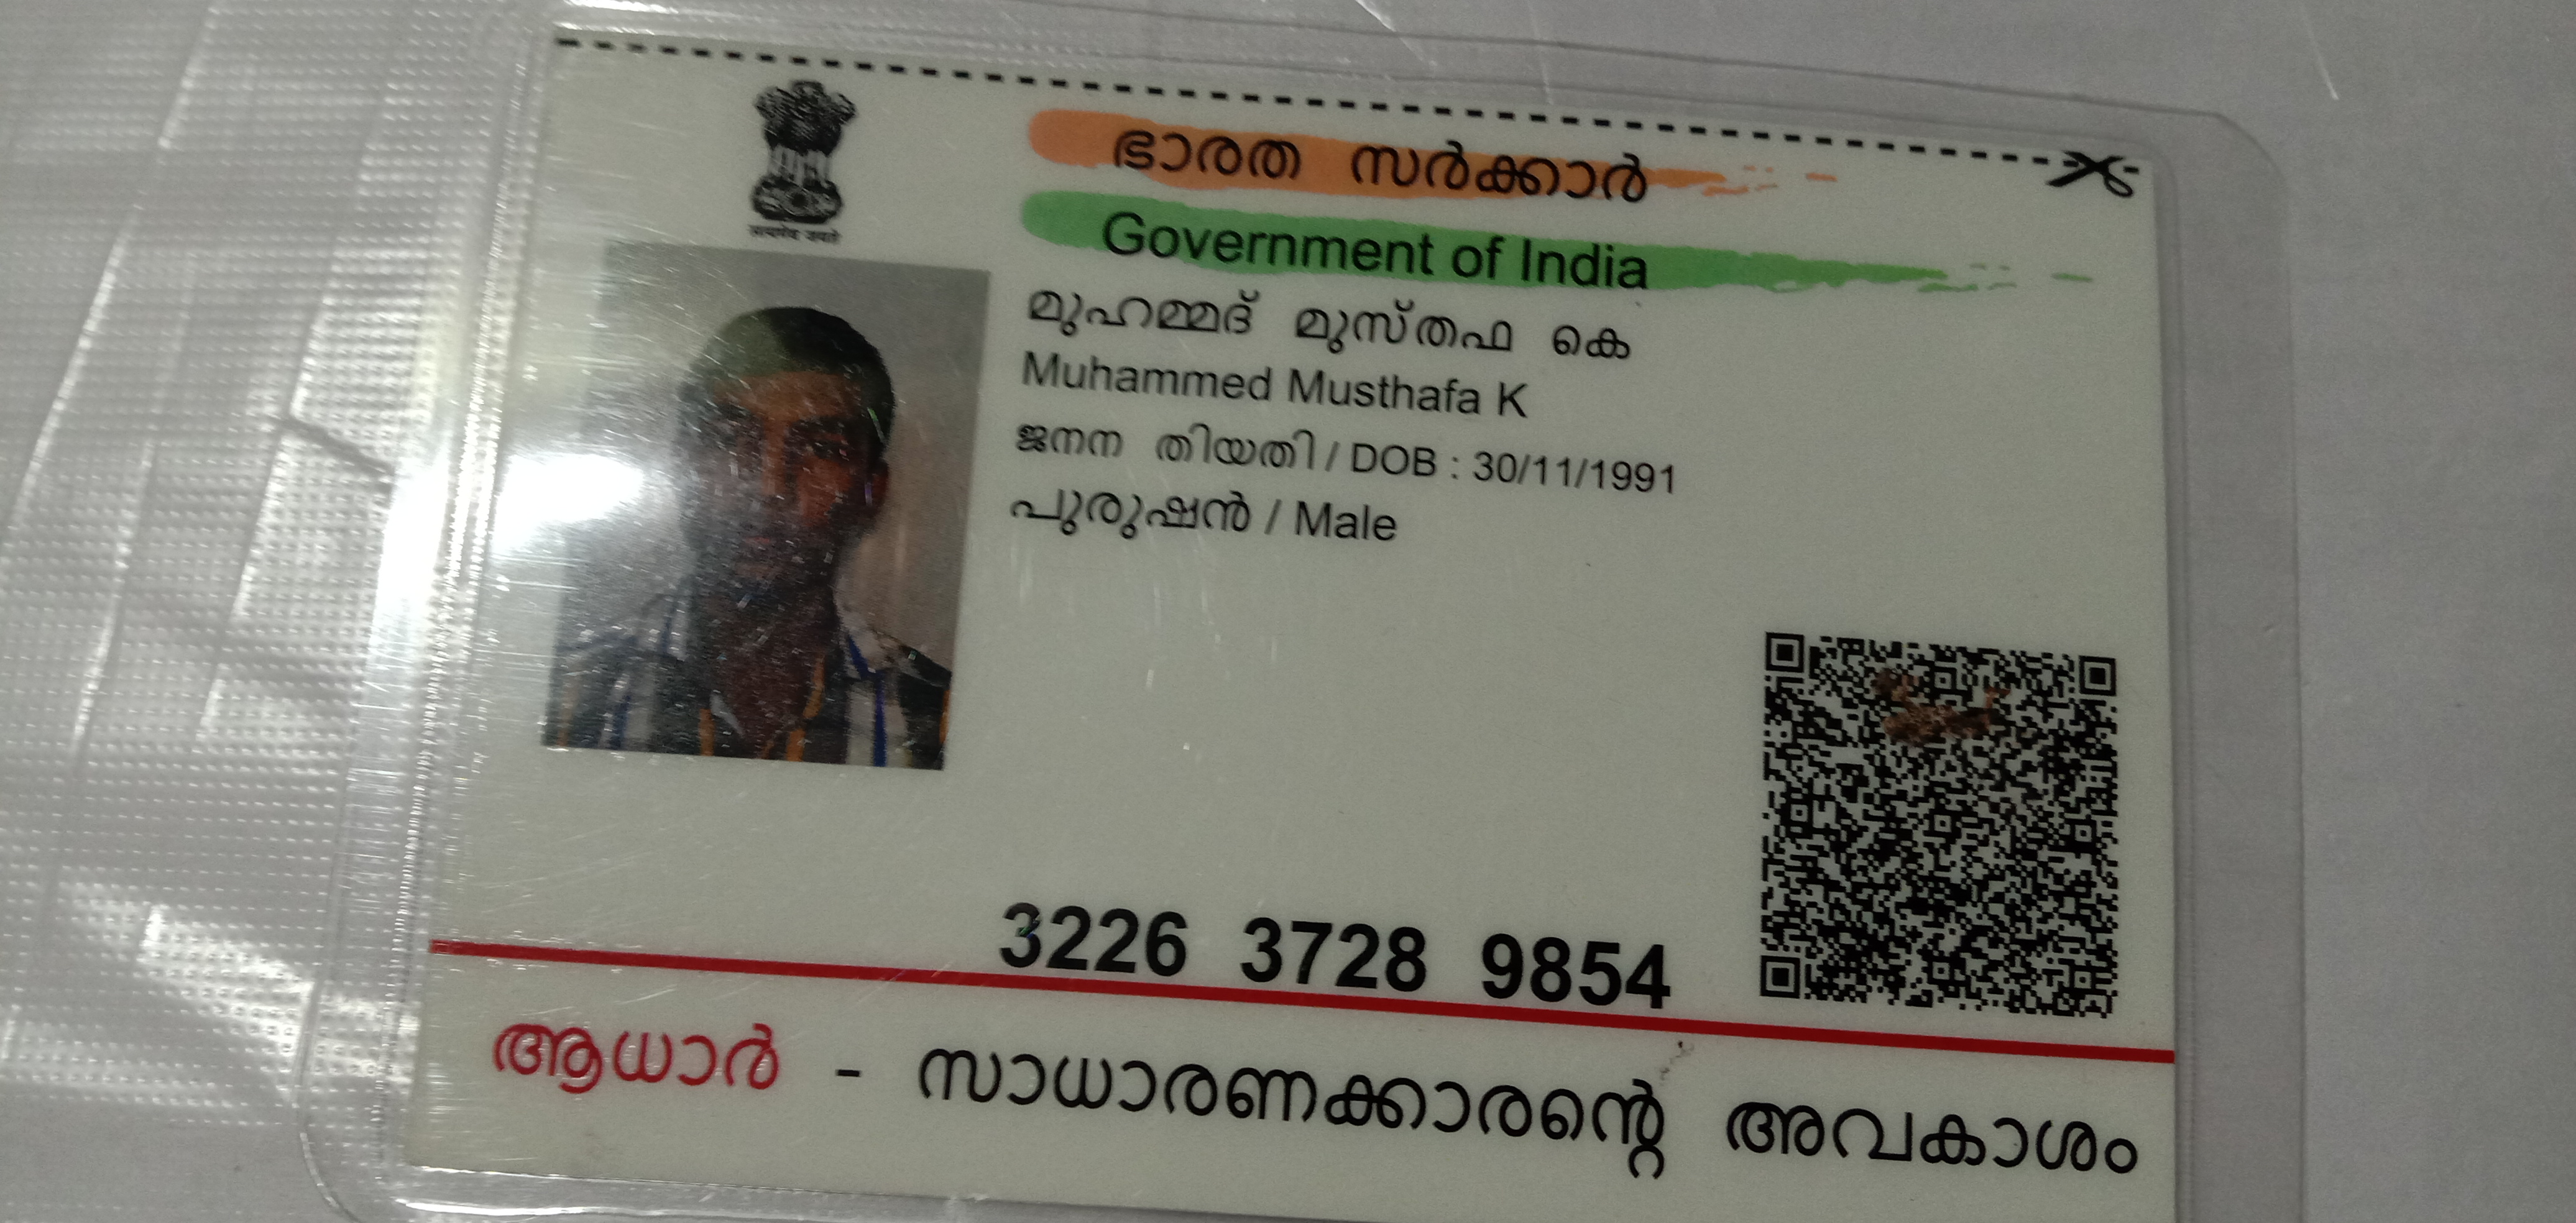 ഭാരത സർക്കാർ
Government of India
सत्यमेव जयते
മുഹമ്മദ് മുസ്തഫ കെ
Muhammed Musthafa K
ജനന തിയതി / DOB : 30/11/1991
പുരുഷൻ / Male
3226 3728 9854
ആധാർ - സാധാരണക്കാരന്റെ അവകാശം